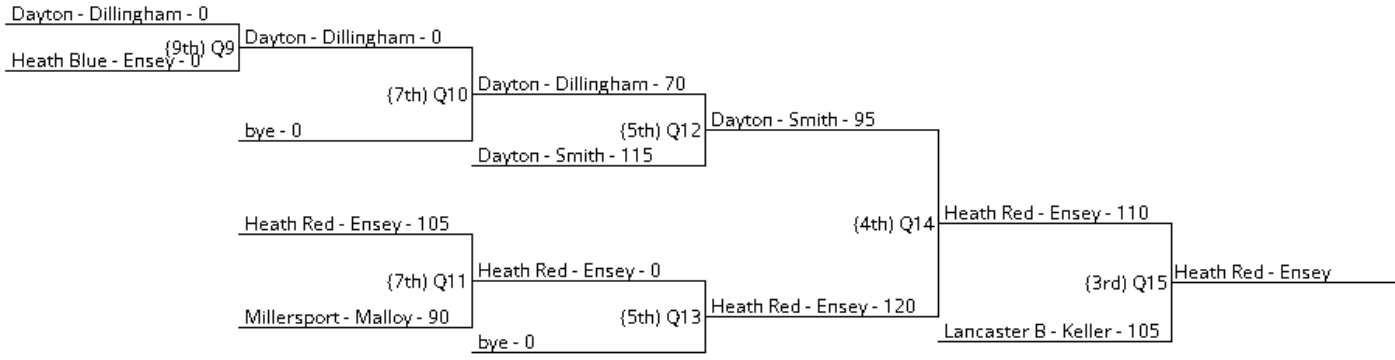 Dayton - Dillingham - 0
{9th) Q9
Heath Blue - Ensey - 0
Dayton - Dillingham - 0
{7th) Q10
bye - 0
Dayton - Dillingham - 70
{5th) Q12
Dayton - Smith - 115
Dayton - Smith - 95
Heath Red - Ensey - 105
{7th) Q11
Millersport - Malloy - 90
Heath Red - Ensey - 0
{5th) Q13
bye - 0
Heath Red - Ensey - 120
{4th) Q14
Heath Red - Ensey - 110
{3rd) Q15
Lancaster B - Keller - 105
Heath Red - Ensey